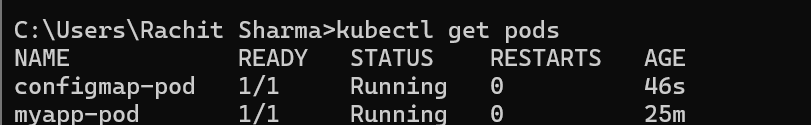 C:\Users\Rachit Sharma>kubectl get pods
NAME            READY   STATUS    RESTARTS   AGE
configmap-pod   1/1     Running   0          46s
myapp-pod       1/1     Running   0          25m